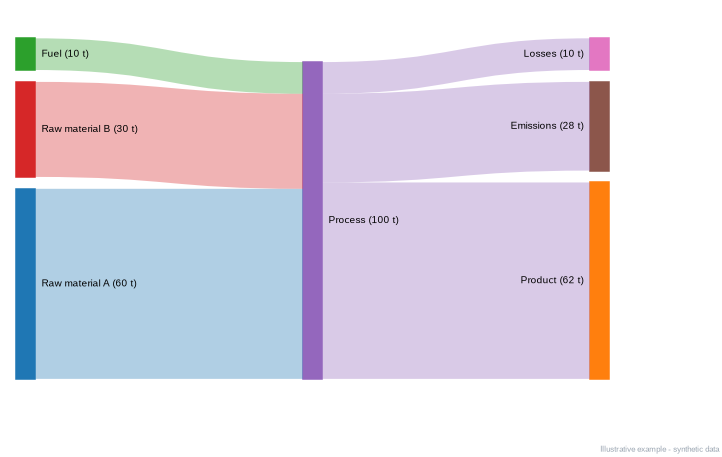 Fuel (10 t)
Losses (10 t)
Raw material B (30 t)
Emissions (28 t)
Process (100 t)
Raw material A (60 t)
Product (62 t)
Illustrative example - synthetic data